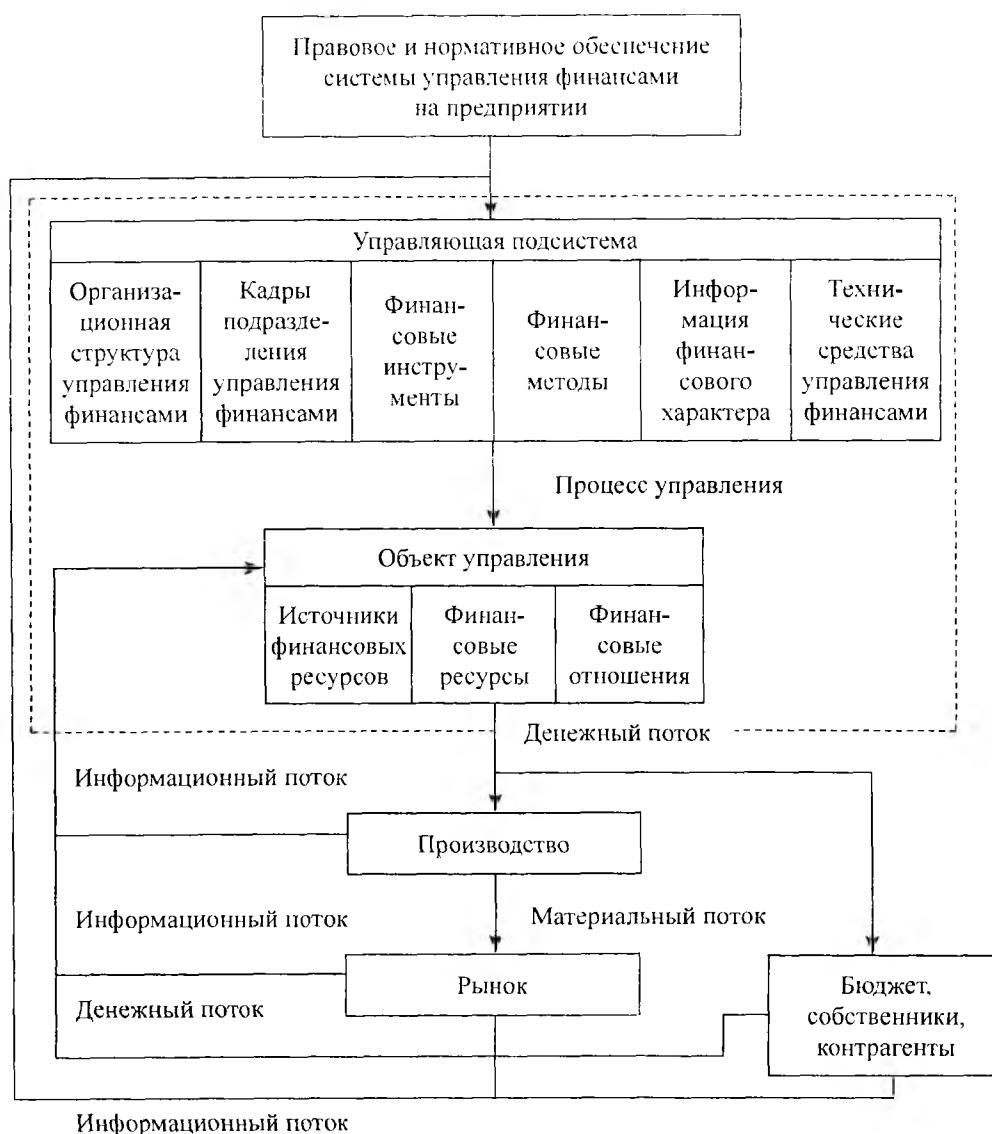 Правовое и нормативное обеспечение
системы управления финансами
на предприятии
Управляющая подсистема
Организа-
ционная
структура
управления
финансами
Кадры
подразде-
ления
управления
финансами
Финан-
совые
инстру-
менты
Финан-
совые
методы
Инфор-
мация
финан-
сового
характера
Техни-
ческие
средства
управления
финансами
Процесс управления
Объект управления
Источники
финансовых
ресурсов
Финан-
совые
ресурсы
Финан-
совые
отношения
Денежный поток
Информационный поток
Производство
Информационный поток
Материальный поток
Рынок
Денежный поток
Бюджет,
собственники,
контрагенты
Информационный поток